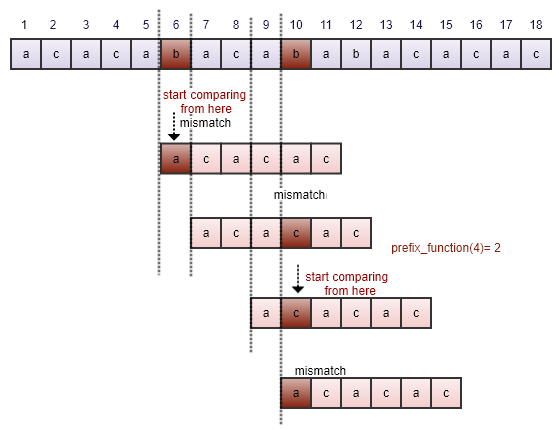 1 2 3 4 5 6 7 8 9 10 11 12 13 14 15 16 17 18
a c a c a b a c a b a b a c a c a c
start comparing
from here
mismatch
a c a c a c
mismatch
a c a c a c
prefix_function(4)= 2
start comparing
from here
a c a c a c
mismatch
a c a c a c